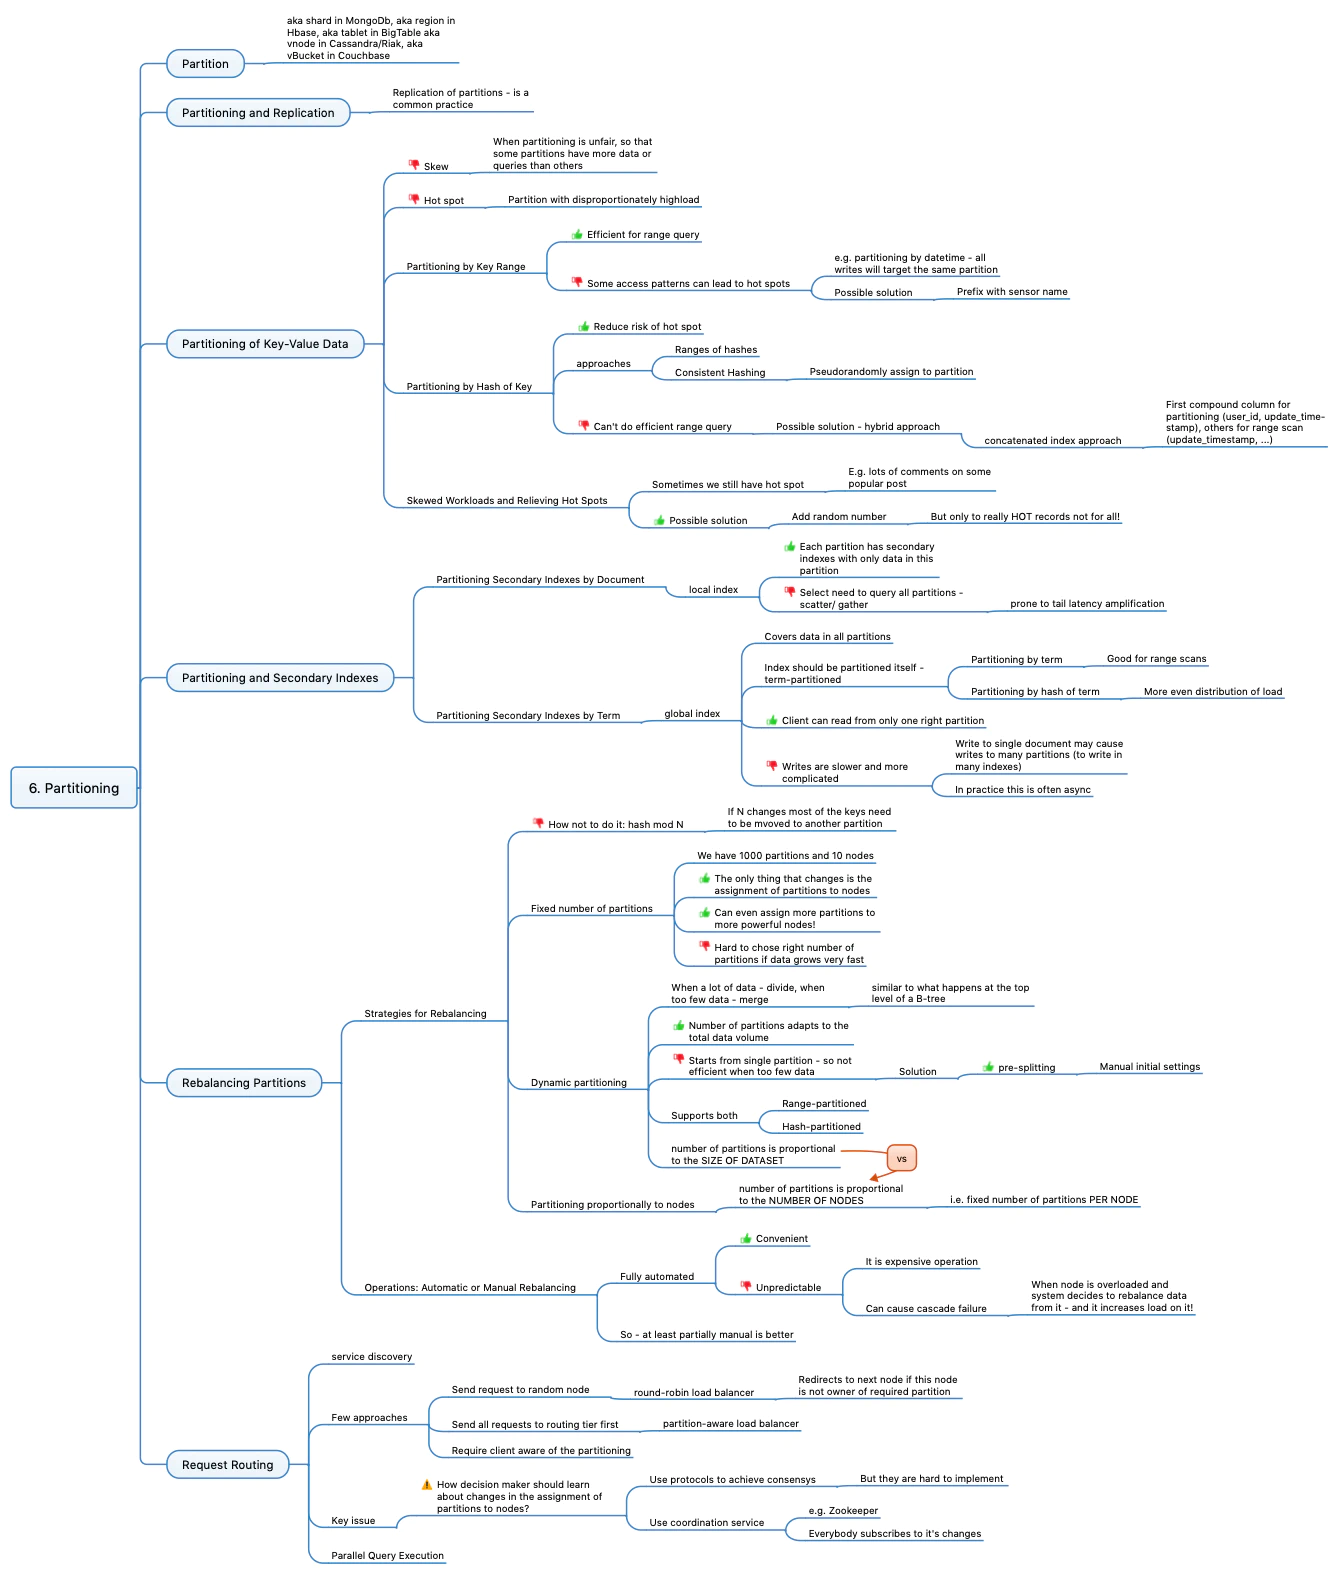 aka shard in MongoDb, aka region in
Hbase, aka tablet in BigTable aka
vnode in Cassandra/Riak, aka
vBucket in Couchbase
Partition
Replication of partitions - is a
common practice
Partitioning and Replication
When partitioning is unfair, so that
some partitions have more data or
queries than others
Skew
Hot spot
Partition with disproportionately highload
Efficient for range query
Partitioning by Key Range
Some access patterns can lead to hot spots
e.g. partitioning by datetime - all
writes will target the same partition
Possible solution
Prefix with sensor name
Partitioning of Key-Value Data
Reduce risk of hot spot
approaches
Ranges of hashes
Consistent Hashing
Pseudorandomly assign to partition
Partitioning by Hash of Key
Can't do efficient range query
Possible solution - hybrid approach
concatenated index approach
First compound column for
partitioning (user_id, update_time-
stamp), others for range scan
(update_timestamp, ...)
Skewed Workloads and Relieving Hot Spots
Sometimes we still have hot spot
E.g. lots of comments on some
popular post
Possible solution
Add random number
But only to really HOT records not for all!
Partitioning and Secondary Indexes
Partitioning Secondary Indexes by Document
local index
Each partition has secondary
indexes with only data in this
partition
Select need to query all partitions -
scatter/ gather
prone to tail latency amplification
Partitioning Secondary Indexes by Term
global index
Covers data in all partitions
Index should be partitioned itself -
term-partitioned
Partitioning by term
Good for range scans
Partitioning by hash of term
More even distribution of load
Client can read from only one right partition
Writes are slower and more
complicated
Write to single document may cause
writes to many partitions (to write in
many indexes)
In practice this is often async
6. Partitioning
Rebalancing Partitions
Strategies for Rebalancing
How not to do it: hash mod N
If N changes most of the keys need
to be mvoved to another partition
Fixed number of partitions
We have 1000 partitions and 10 nodes
The only thing that changes is the
assignment of partitions to nodes
Can even assign more partitions to
more powerful nodes!
Hard to chose right number of
partitions if data grows very fast
Dynamic partitioning
When a lot of data - divide, when
too few data - merge
similar to what happens at the top
level of a B-tree
Number of partitions adapts to the
total data volume
Starts from single partition - so not
efficient when too few data
Solution
pre-splitting
Manual initial settings
Supports both
Range-partitioned
Hash-partitioned
number of partitions is proportional
to the SIZE OF DATASET
vs
Partitioning proportionally to nodes
number of partitions is proportional
to the NUMBER OF NODES
i.e. fixed number of partitions PER NODE
Operations: Automatic or Manual Rebalancing
Fully automated
Convenient
Unpredictable
It is expensive operation
Can cause cascade failure
When node is overloaded and
system decides to rebalance data
from it - and it increases load on it!
So - at least partially manual is better
Request Routing
service discovery
Few approaches
Send request to random node
round-robin load balancer
Redirects to next node if this node
is not owner of required partition
Send all requests to routing tier first
partition-aware load balancer
Require client aware of the partitioning
Key issue
How decision maker should learn
about changes in the assignment of
partitions to nodes?
Use protocols to achieve consensys
But they are hard to implement
Use coordination service
e.g. Zookeeper
Everybody subscribes to it's changes
Parallel Query Execution